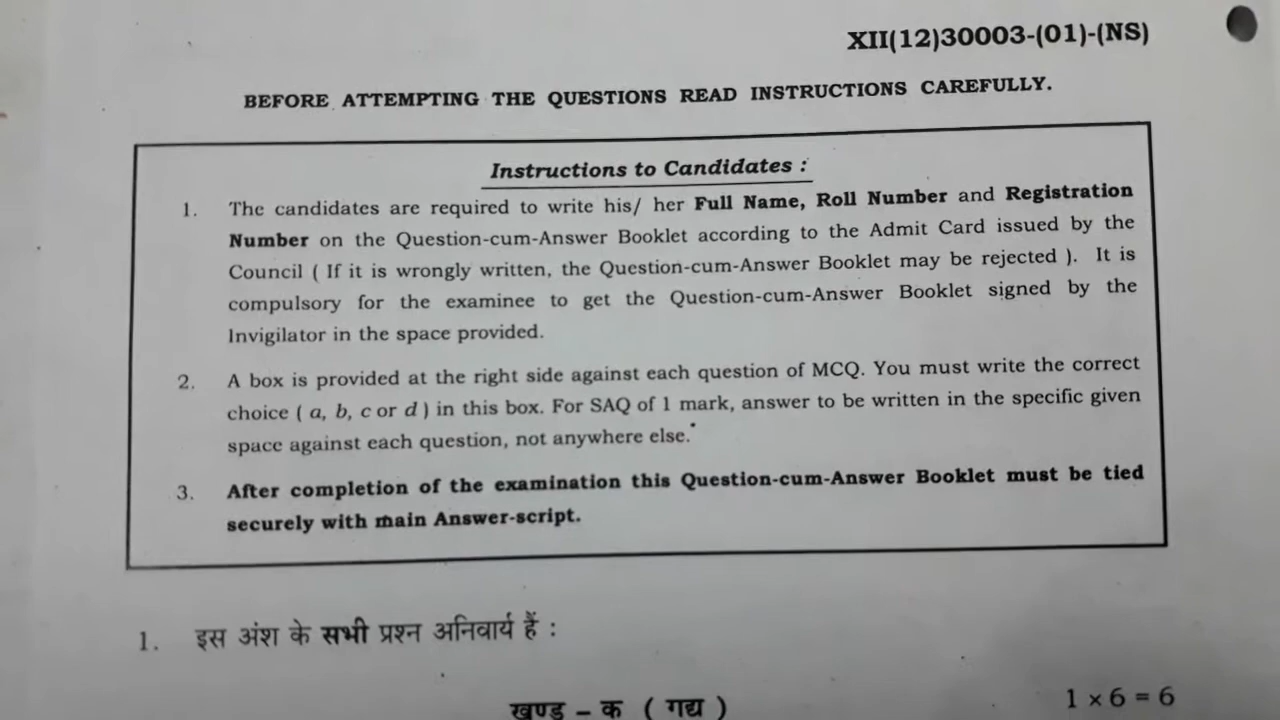 XII(12)30003-(01)-(NS)
BEFORE ATTEMPTING THE QUESTIONS READ INSTRUCTIONS CAREFULLY.
Instructions to Candidates :
1. The candidates are required to write his/ her Full Name, Roll Number and Registration
Number on the Question-cum-Answer Booklet according to the Admit Card issued by the
Council ( If it is wrongly written, the Question-cum-Answer Booklet may be rejected ). It is
compulsory for the examinee to get the Question-cum-Answer Booklet signed by the
Invigilator in the space provided.
2. A box is provided at the right side against each question of MCQ. You must write the correct
choice ( a, b, c or d ) in this box. For SAQ of 1 mark, answer to be written in the specific given
space against each question, not anywhere else.
3. After completion of the examination this Question-cum-Answer Booklet must be tied
securely with main Answer-script.
1. इस अंश के सभी प्रश्न अनिवार्य हैं :
खण्ड – क ( गद्य )
1 × 6 = 6